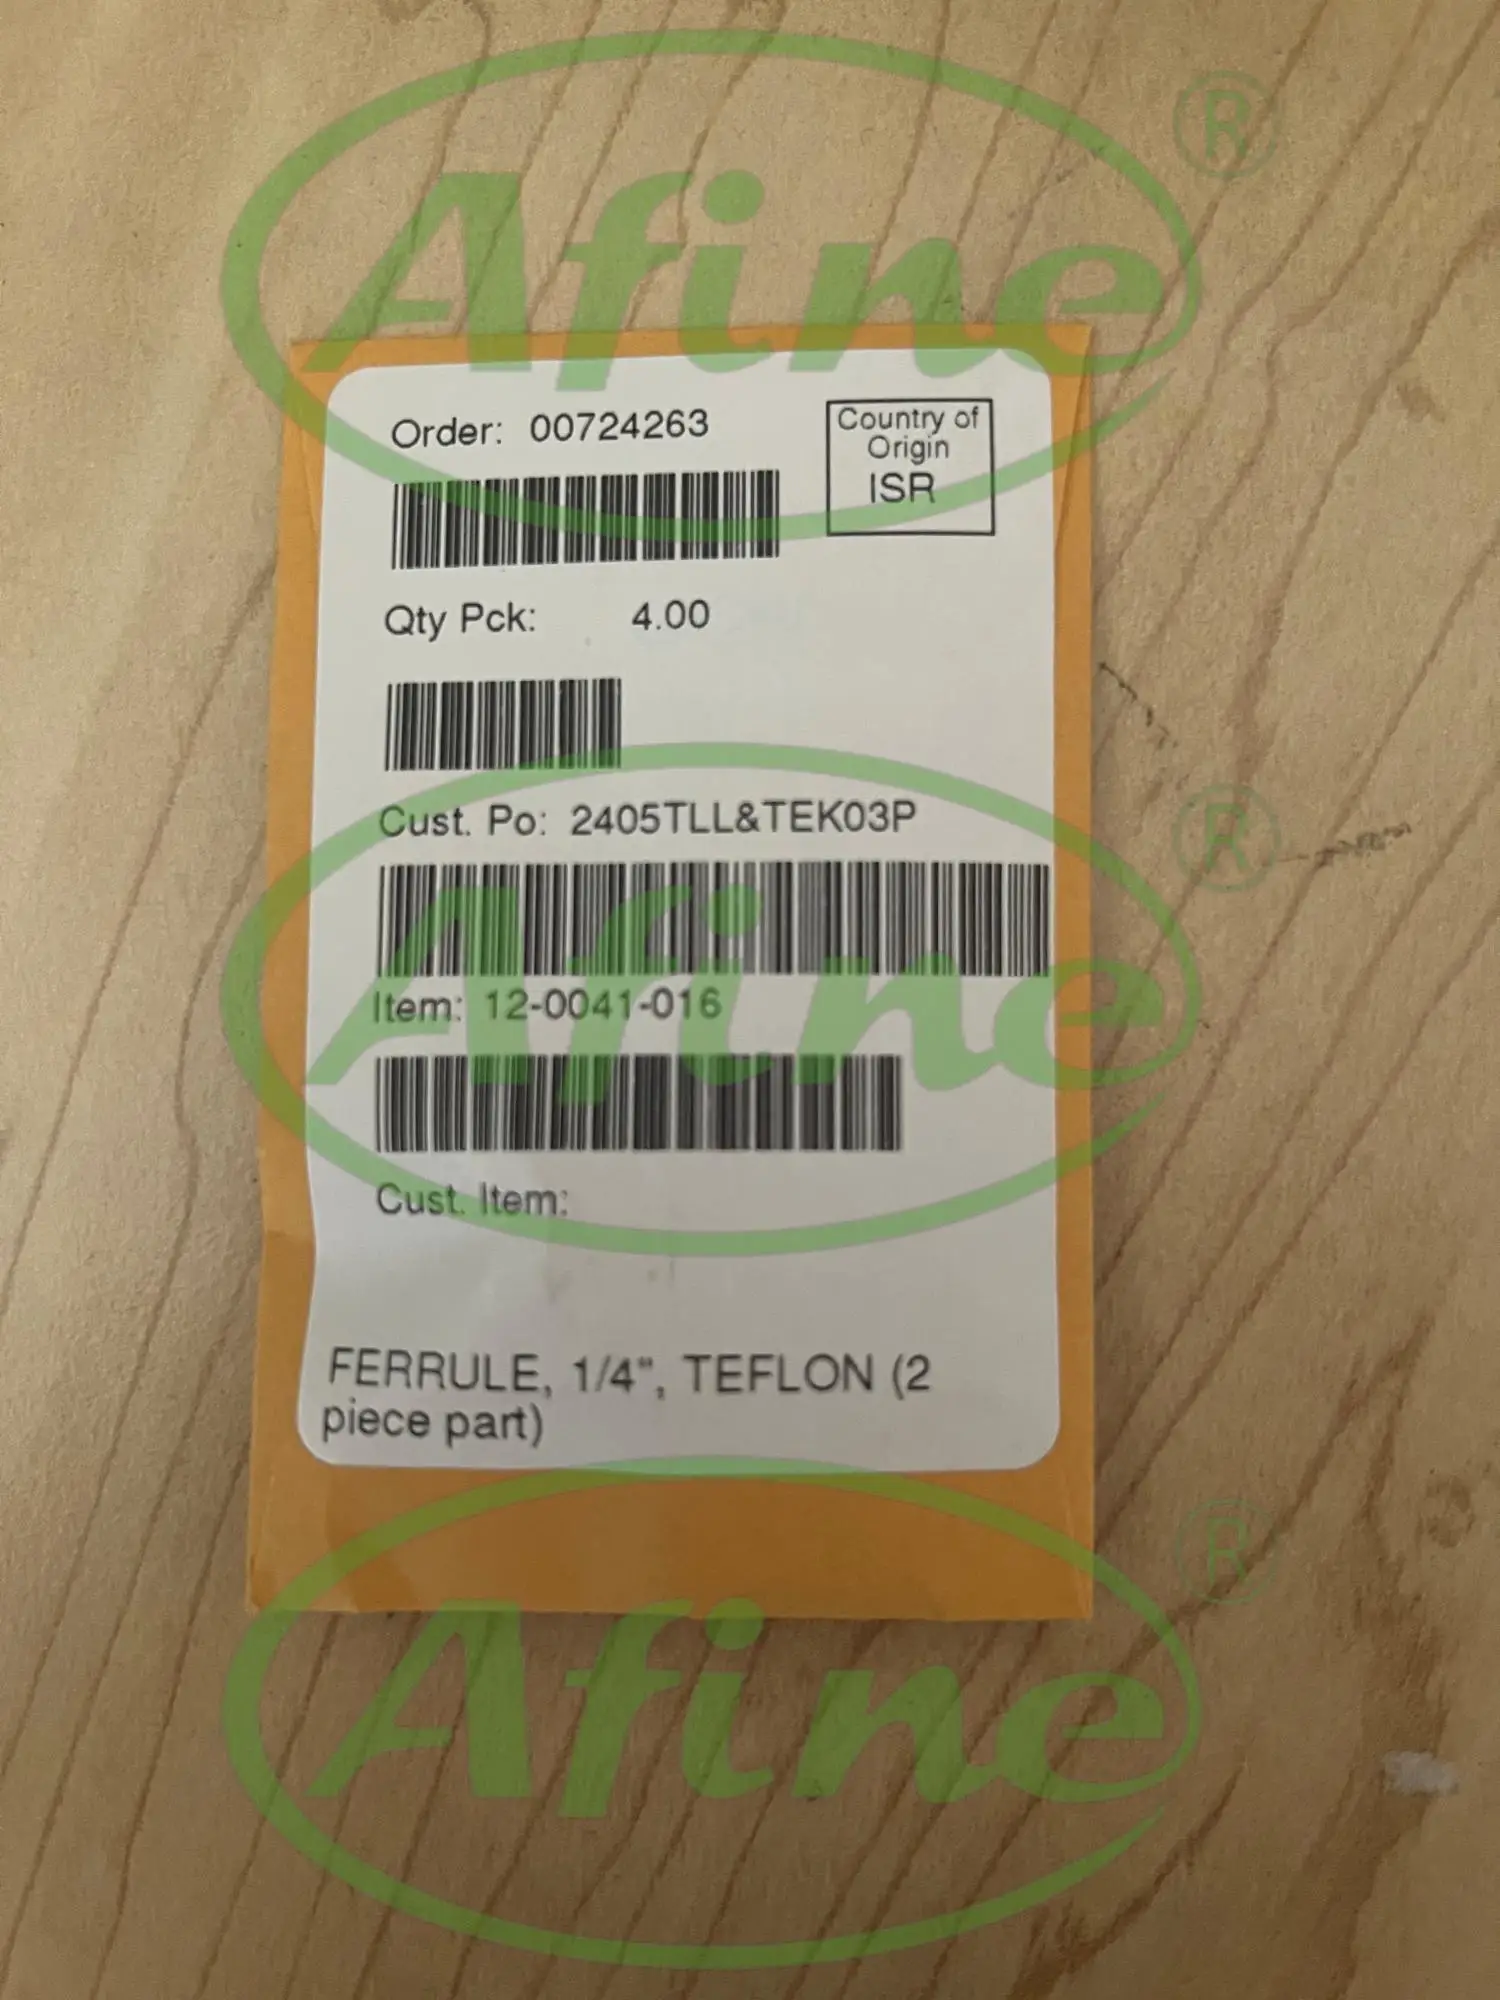 Afine ®
Order: 00724263
Country of
Origin
ISR
Qty Pck: 4.00
Cust. Po: 2405TLL&TEK03P
Afine ®
Item: 12-0041-016
Cust. Item:
FERRULE, 1/4", TEFLON (2
piece part)
Afine ®